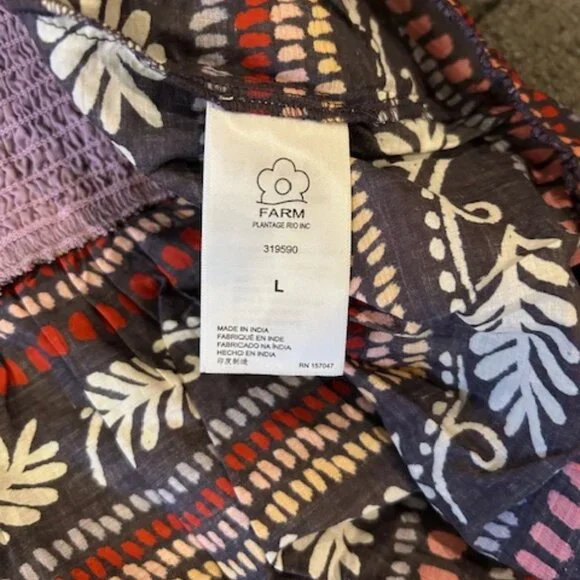 FARM
PLANTAGE RIO INC
319590
L
MADE IN INDIA
FABRIQUÉ EN INDE
FABRICADO NA ÍNDIA
HECHO EN INDIA
印度制造
RN 157047